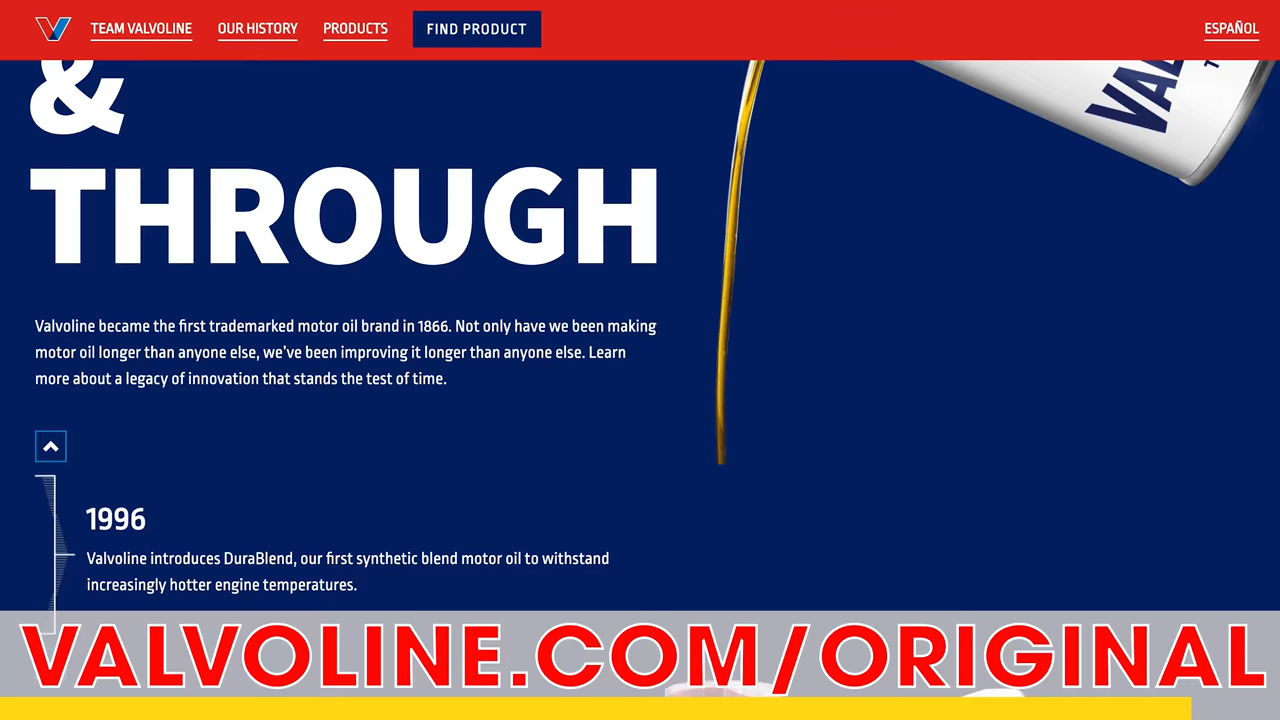 TEAM VALVOLINE OUR HISTORY PRODUCTS FIND PRODUCT ESPAÑOL
&
THROUGH
Valvoline became the first trademarked motor oil brand in 1866. Not only have we been making
motor oil longer than anyone else, we've been improving it longer than anyone else. Learn
more about a legacy of innovation that stands the test of time.
1996
Valvoline introduces DuraBlend, our first synthetic blend motor oil to withstand
increasingly hotter engine temperatures.
VALVOLINE.COM/ORIGINAL